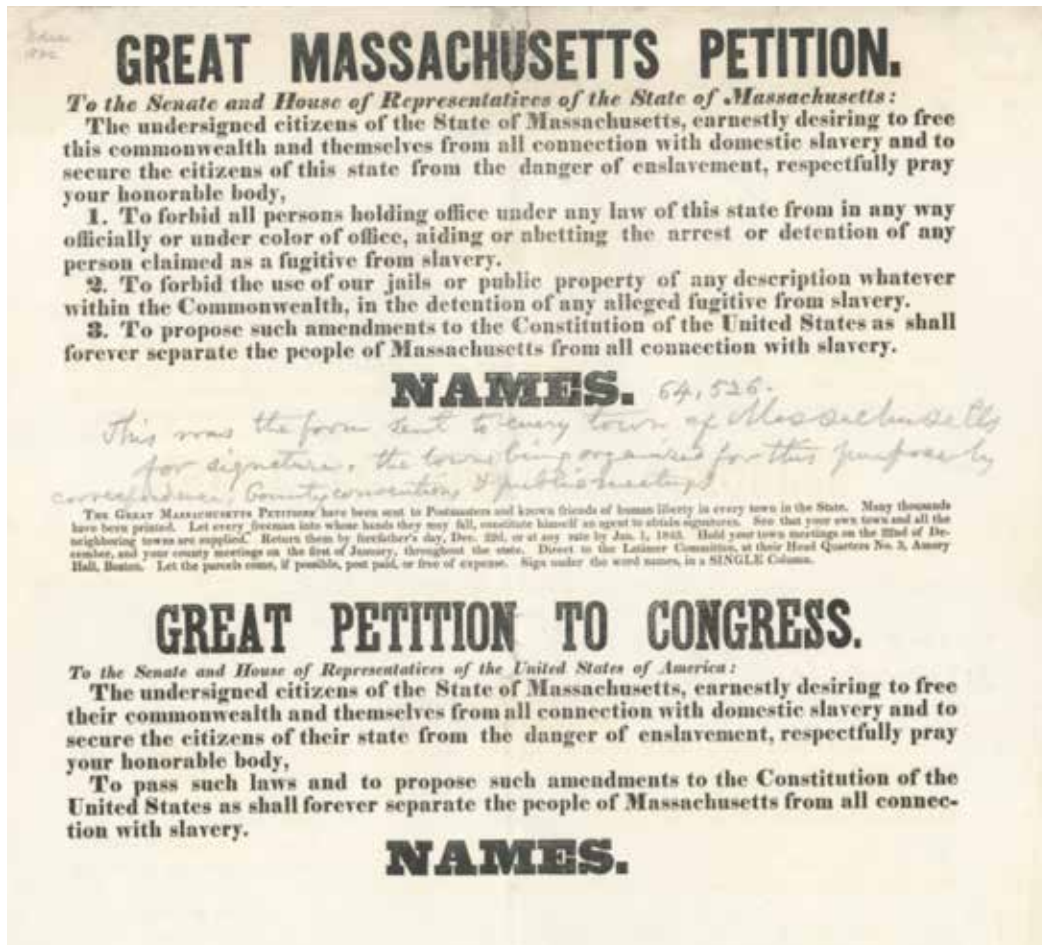 GREAT MASSACHUSETTS PETITION.
To the Senate and House of Representatives of the State of Massachusetts:
The undersigned citizens of the State of Massachusetts, earnestly desiring to free
this commonwealth and themselves from all connection with domestic slavery and to
secure the citizens of this state from the danger of enslavement, respectfully pray
your honorable body,
1. To forbid all persons holding office under any law of this state from in any way
officially or under color of office, aiding or abetting the arrest or detention of any
person claimed as a fugitive from slavery.
2. To forbid the use of our jails or public property of any description whatever
within the Commonwealth, in the detention of any alleged fugitive from slavery.
3. To propose such amendments to the Constitution of the United States as shall
forever separate the people of Massachusetts from all connection with slavery.
NAMES. 64,526.
This was the form sent to every town of Massachusetts
for signature, the towns being organized for this purpose by
correspondence, County conventions & public meetings
THE GREAT MASSACHUSETTS PETITIONS have been sent to Postmasters and known friends of human liberty in every town in the State. Many thousands
have been printed. Let every freeman into whose hands they may fall, constitute himself an agent to obtain signatures. See that your own town and all the
neighboring towns are supplied. Return them by forefather's day, Dec. 22d, or at any rate by Jan. 1, 1843. Hold your town meetings on the 22nd of De-
cember, and your county meetings on the first of January, throughout the state. Direct to the Latimer Committee, at their Head Quarters No. 3, Amory
Hall, Boston. Let the parcels come, if possible, post paid, or free of expense. Sign under the word names, in a SINGLE Column.
GREAT PETITION TO CONGRESS.
To the Senate and House of Representatives of the United States of America:
The undersigned citizens of the State of Massachusetts, earnestly desiring to free
their commonwealth and themselves from all connection with domestic slavery and to
secure the citizens of their state from the danger of enslavement, respectfully pray
your honorable body,
To pass such laws and to propose such amendments to the Constitution of the
United States as shall forever separate the people of Massachusetts from all connec-
tion with slavery.
NAMES.